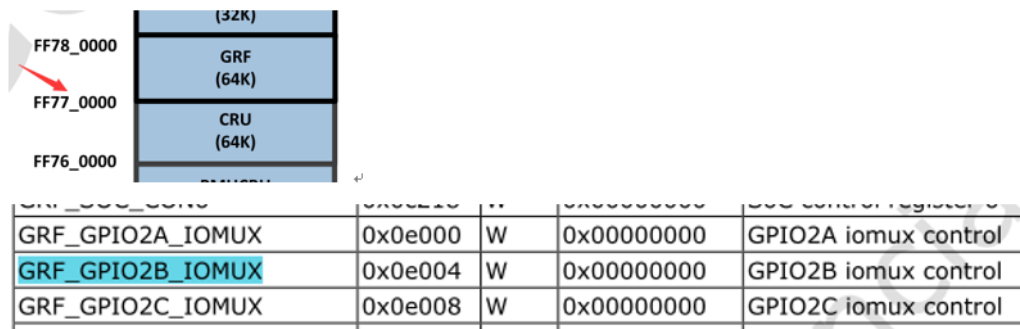 (32K)
FF78_0000
GRF
(64K)
FF77_0000
CRU
(64K)
FF76_0000
GRF_GPIO2A_IOMUX 0x0e000 W 0x00000000 GPIO2A iomux control
GRF_GPIO2B_IOMUX 0x0e004 W 0x00000000 GPIO2B iomux control
GRF_GPIO2C_IOMUX 0x0e008 W 0x00000000 GPIO2C iomux control